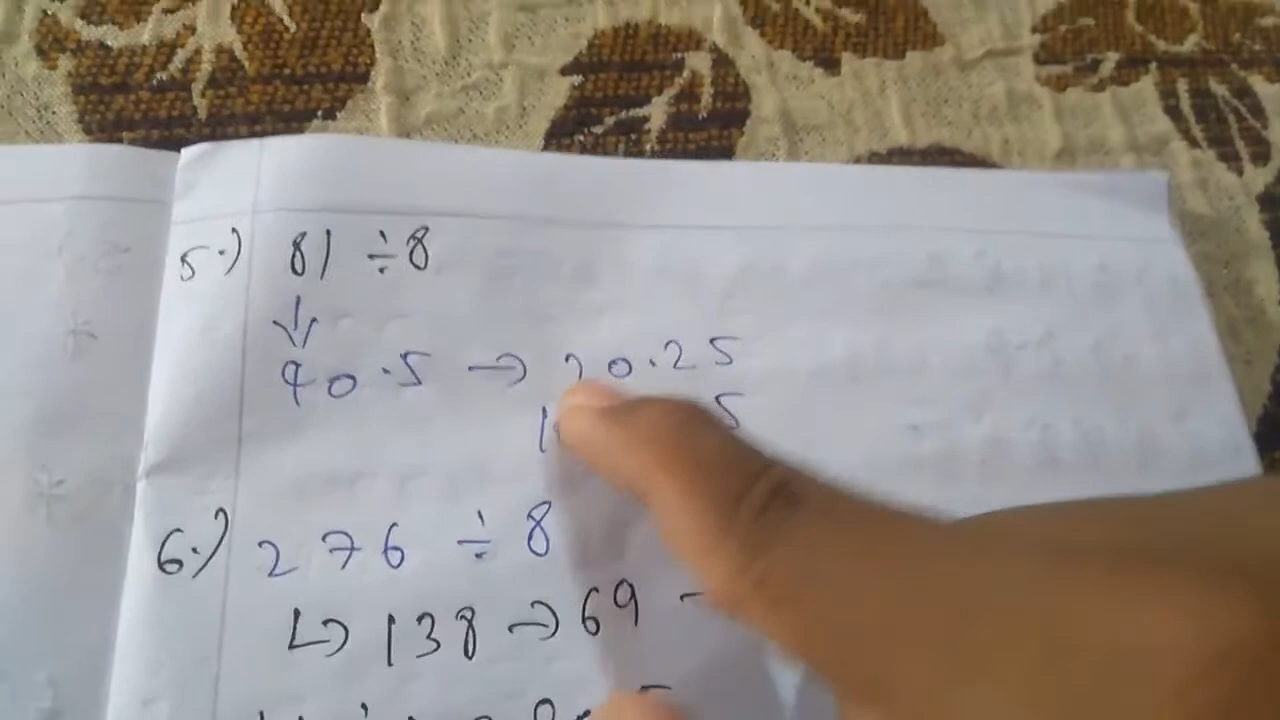 5.) 81 ÷ 8
↓
40.5 → 20.25
6.) 276 ÷ 8
↳ 138 → 69